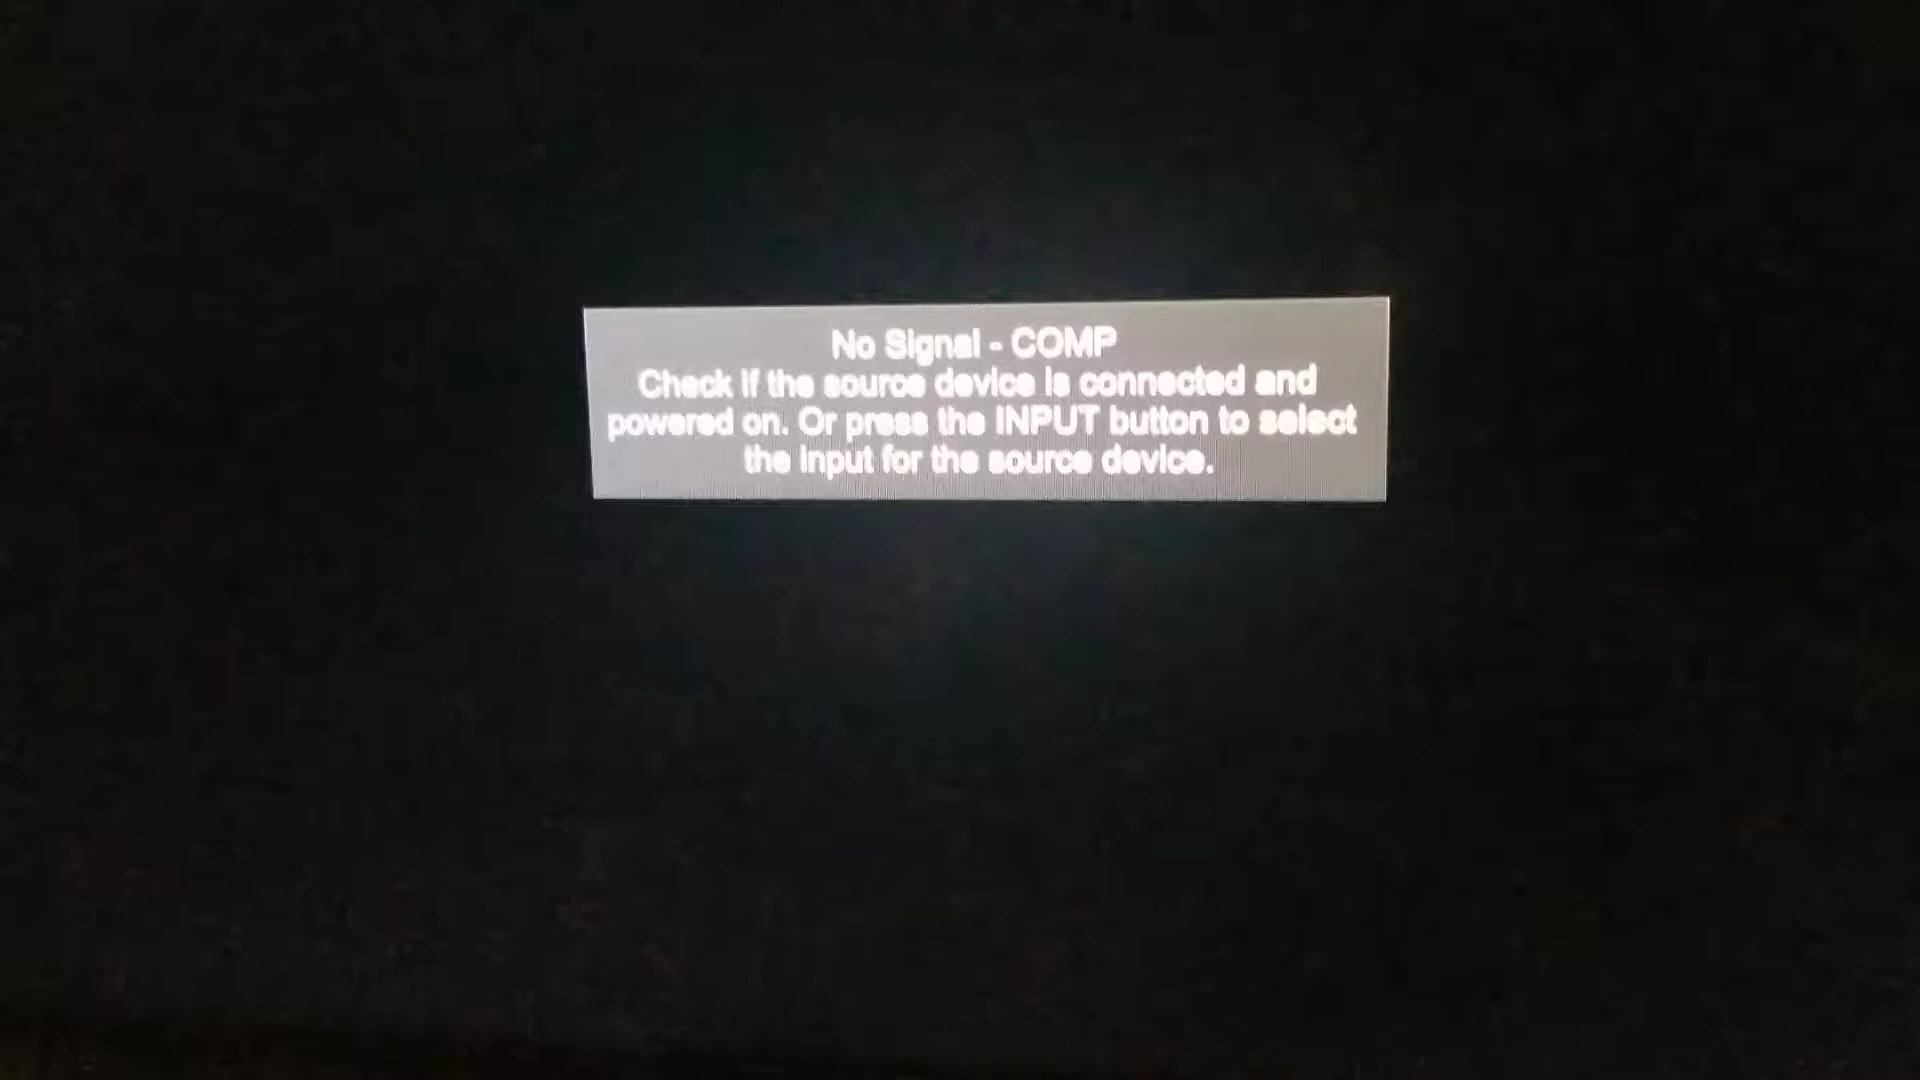 No Signal - COMP
Check if the source device is connected and
powered on. Or press the INPUT button to select
the input for the source device.